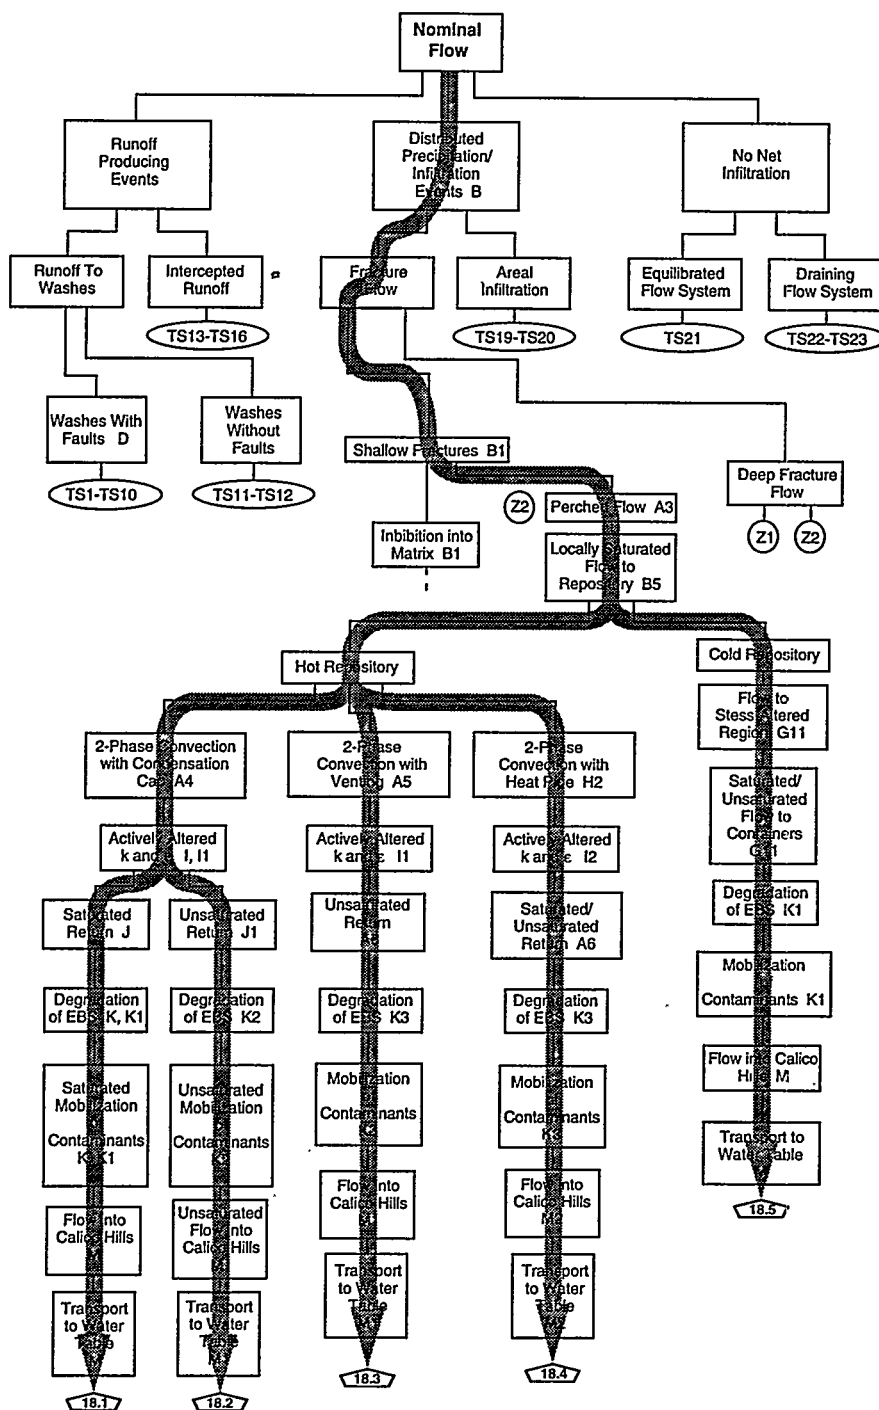 Nominal
Flow
Runoff
Producing
Events
Distributed
Precipitation/
Infiltration
Events B
No Net
Infiltration
Runoff To
Washes
Intercepted
Runoff
Fracture
Flow
Areal
Infiltration
Equilibrated
Flow System
Draining
Flow System
TS13-TS16
TS19-TS20
TS21
TS22-TS23
Washes With
Faults D
Washes
Without
Faults
Shallow Fractures B1
Deep Fracture
Flow
TS1-TS10
TS11-TS12
Z2
Perched Flow A3
Z1
Z2
Inbibition into
Matrix B1
Locally Saturated
Flow to
Repository B5
Hot Repository
Cold Repository
Flow to
Stess Altered
Region G11
2-Phase Convection
with Condensation
Cap A4
2-Phase
Convection with
Venting A5
2-Phase
Convection with
Heat Pipe H2
Saturated/
Unsaturated
Flow to
Containers
G11
Actively Altered
k and I, I1
Actively Altered
k and ε I1
Actively Altered
k and ε I2
Degradation
of EBS K1
Saturated
Return J
Unsaturated
Return J1
Unsaturated
Return
Saturated/
Unsaturated
Return A6
Mobilization
Contaminants K1
Degradation
of EBS K, K1
Degradation
of EBS K2
Degradation
of EBS K3
Degradation
of EBS K3
Flow into Calico
Hills M
Saturated
Mobilization
Contaminants
K, K1
Unsaturated
Mobilization
Contaminants
Mobilization
Contaminants
Mobilization
Contaminants
K3
Transport to
Water Table
18.5
Flow into
Calico Hills
Unsaturated
Flow into
Calico Hills
Flow into
Calico Hills
Flow into
Calico Hills
M2
Transport
to Water
Table
Transport
to Water
Table
Transport
to Water
Table
Transport
to Water
Table
M2
18.1
18.2
18.3
18.4